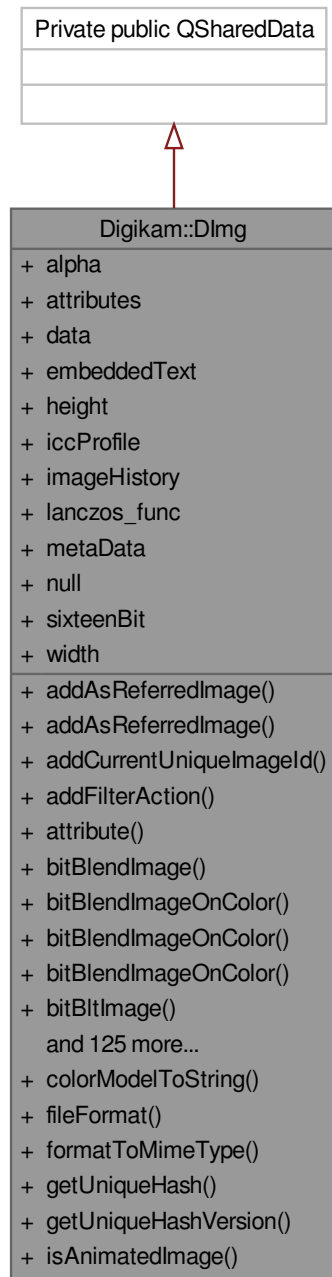 Private public QSharedData
Digikam::DImg
+ alpha
+ attributes
+ data
+ embeddedText
+ height
+ iccProfile
+ imageHistory
+ lanczos_func
+ metaData
+ null
+ sixteenBit
+ width
+ addAsReferredImage()
+ addAsReferredImage()
+ addCurrentUniqueImageId()
+ addFilterAction()
+ attribute()
+ bitBlendImage()
+ bitBlendImageOnColor()
+ bitBlendImageOnColor()
+ bitBlendImageOnColor()
+ bitBltImage()
and 125 more...
+ colorModelToString()
+ fileFormat()
+ formatToMimeType()
+ getUniqueHash()
+ getUniqueHashVersion()
+ isAnimatedImage()